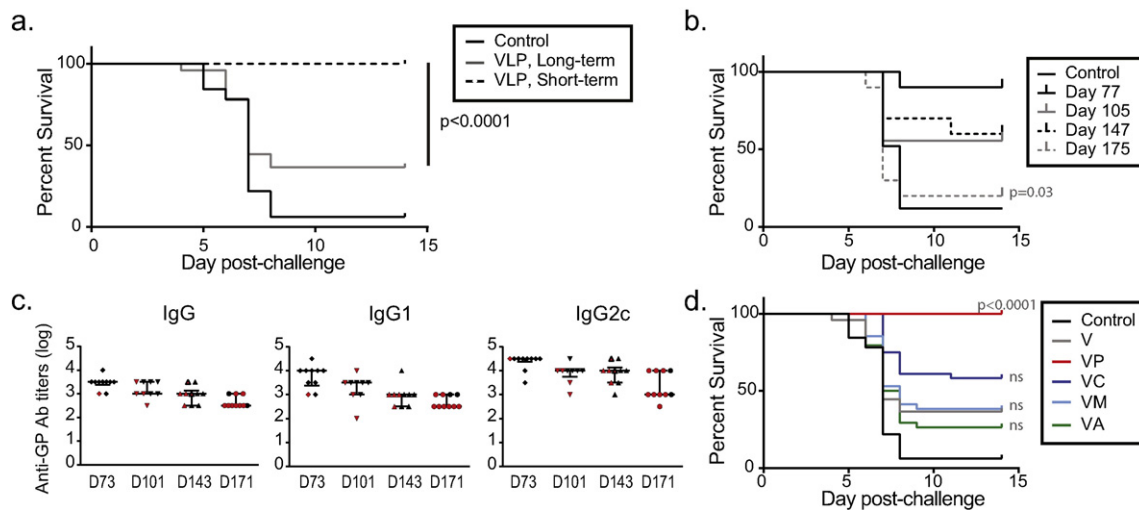 a.
Percent Survival
100
50
0
0 5 10 15
Day post-challenge
Control
VLP, Long-term
VLP, Short-term
p<0.0001
b.
Percent Survival
100
50
0
0 5 10 15
Day post-challenge
p=0.03
Control
Day 77
Day 105
Day 147
Day 175
c.
Anti-GP Ab titers (log)
IgG
5
4
3
2
1
0
D73 D101 D143 D171
IgG1
5
4
3
2
1
0
D73 D101 D143 D171
IgG2c
5
4
3
2
1
0
D73 D101 D143 D171
d.
Percent Survival
100
50
0
0 5 10 15
Day post-challenge
p<0.0001
ns
ns
ns
Control
V
VP
VC
VM
VA